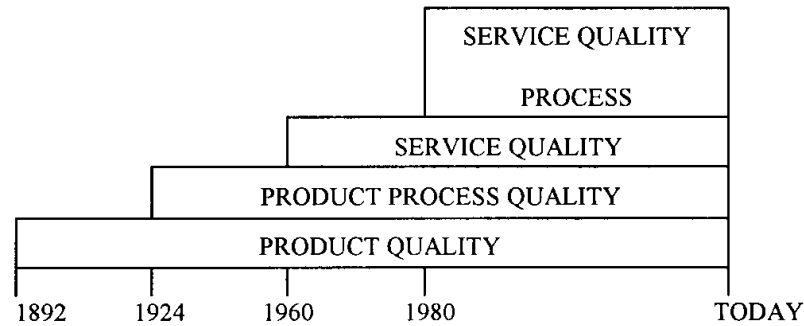 SERVICE QUALITY
PROCESS
SERVICE QUALITY
PRODUCT PROCESS QUALITY
PRODUCT QUALITY
1892 1924 1960 1980 TODAY